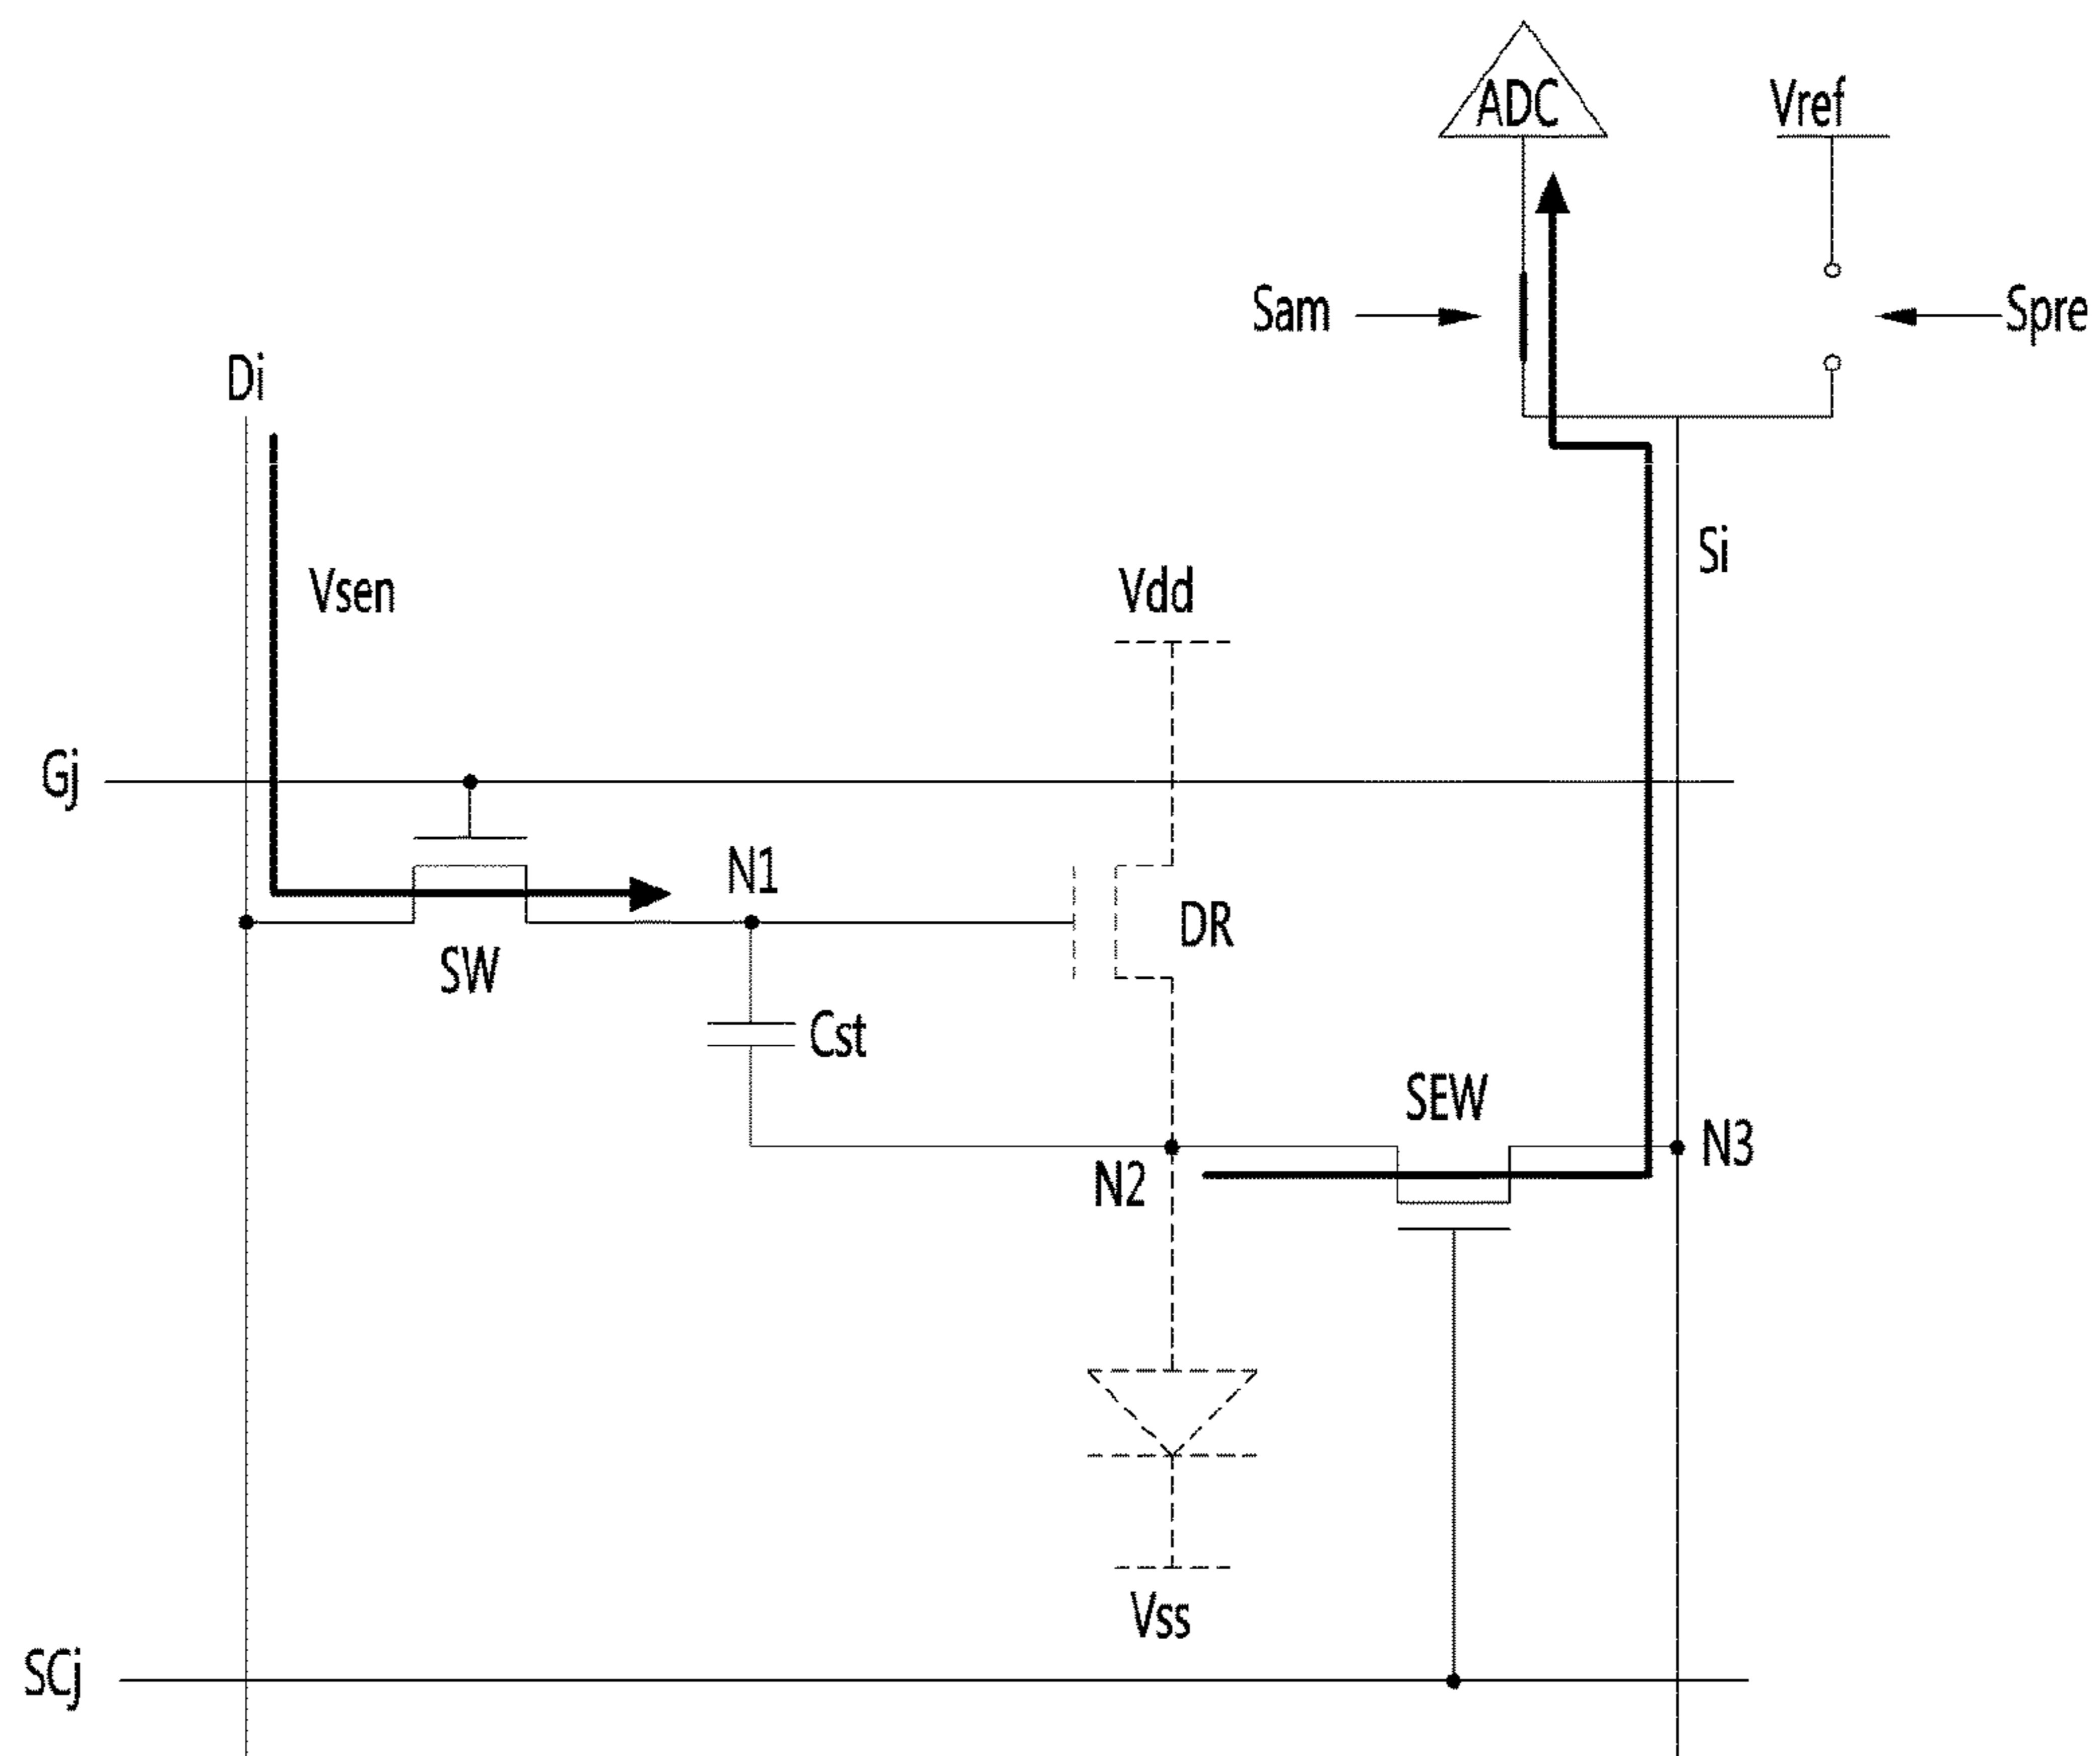 ADC
Vref
Sam
Spre
Di
Si
Vsen
Vdd
Gj
N1
DR
SW
Cst
SEW
N3
N2
Vss
SCj